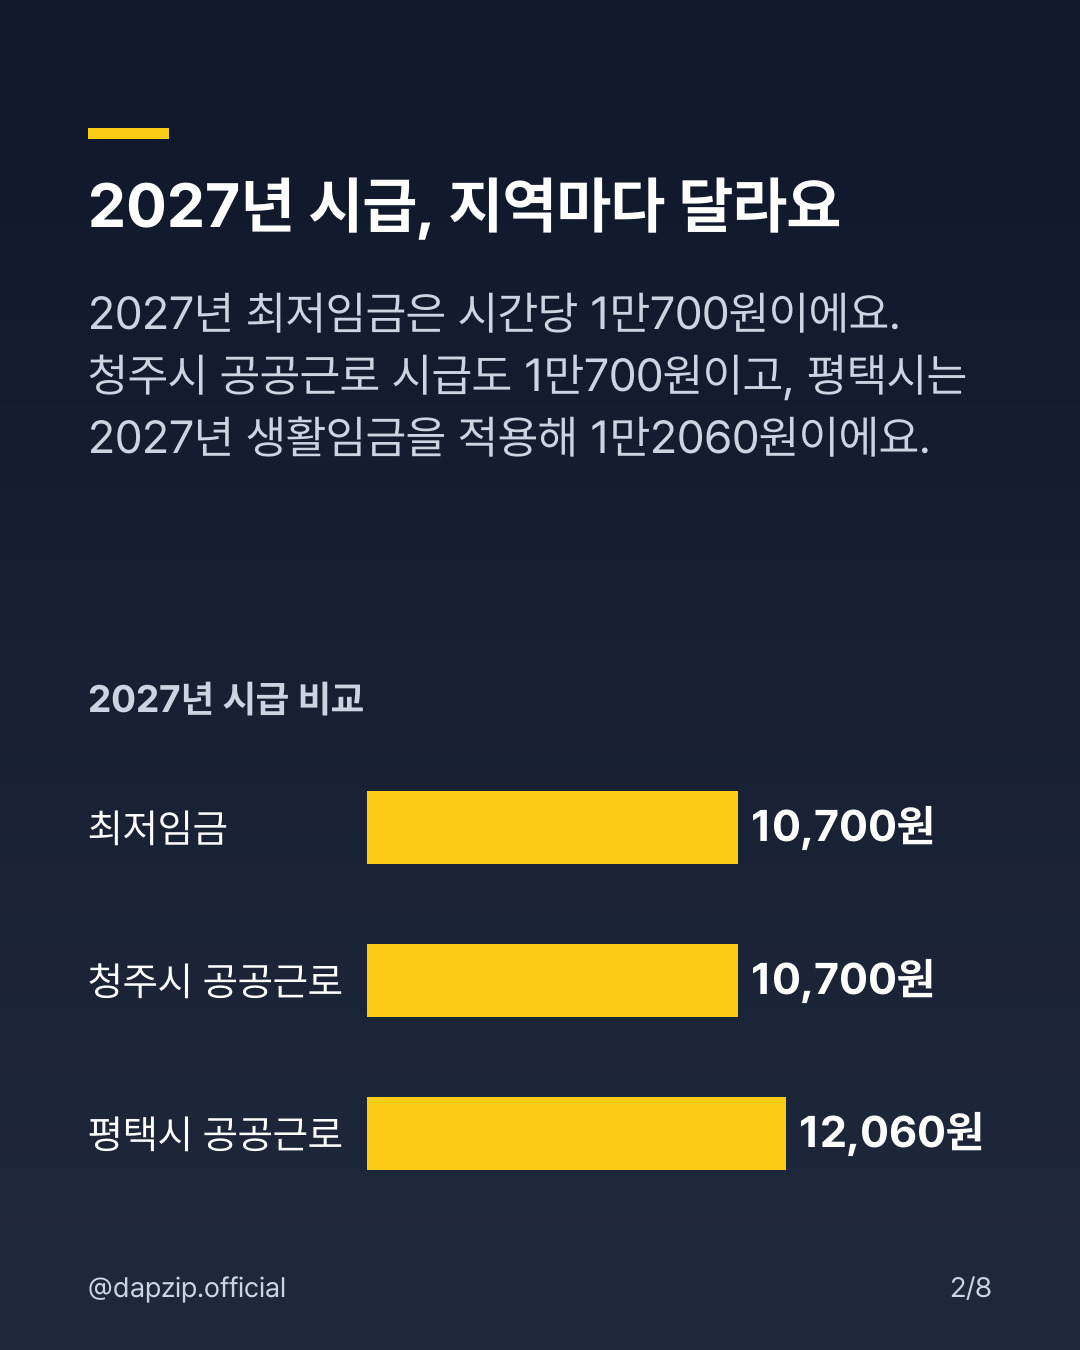 2027년 시급, 지역마다 달라요
2027년 최저임금은 시간당 1만700원이에요.
청주시 공공근로 시급도 1만700원이고, 평택시는
2027년 생활임금을 적용해 1만2060원이에요.
2027년 시급 비교
최저임금 10,700원
청주시 공공근로 10,700원
평택시 공공근로 12,060원
@dapzip.official 2/8